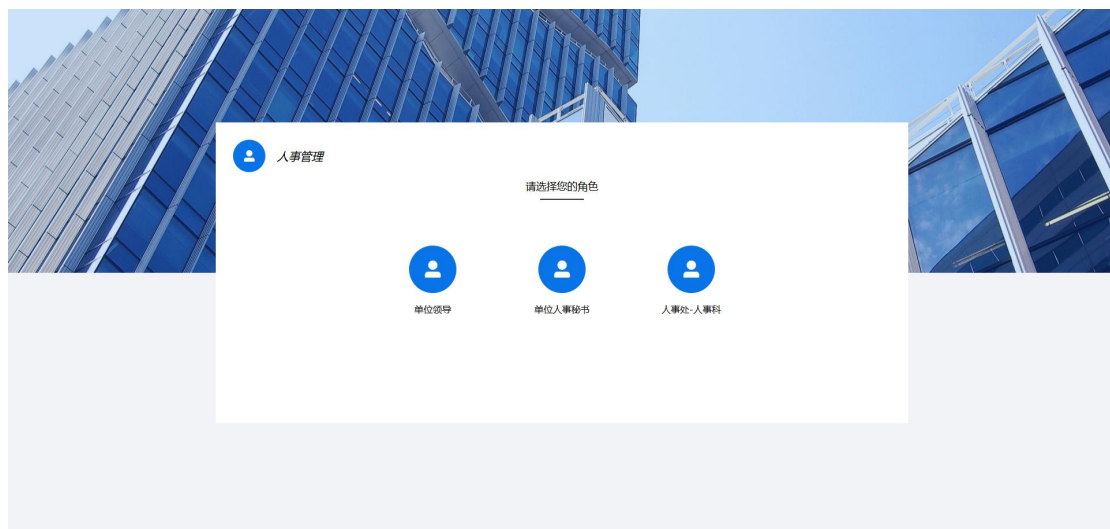 人事管理
请选择您的角色
单位领导
单位人事秘书
人事处-人事科